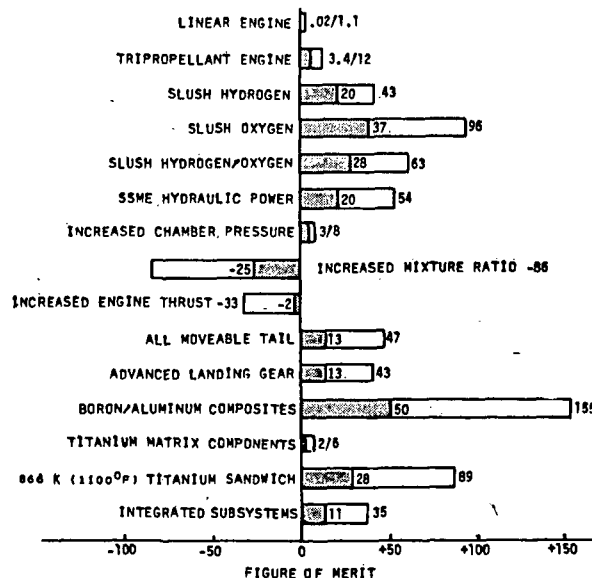 LINEAR ENGINE .02/1.1
TRIPROPELLANT ENGINE 3.4/12
SLUSH HYDROGEN 20 43
SLUSH OXYGEN 37 96
SLUSH HYDROGEN/OXYGEN 28 63
SSME HYDRAULIC POWER 20 54
INCREASED CHAMBER PRESSURE 3/8
-25 INCREASED MIXTURE RATIO -86
INCREASED ENGINE THRUST -33 -2
ALL MOVEABLE TAIL 13 47
ADVANCED LANDING GEAR 13 43
BORON/ALUMINUM COMPOSITES 50 155
TITANIUM MATRIX COMPONENTS 2/6
866 K (1100°F) TITANIUM SANDWICH 28 89
INTEGRATED SUBSYSTEMS 11 35
-100 -50 0 +50 +100 +150
FIGURE OF MERIT